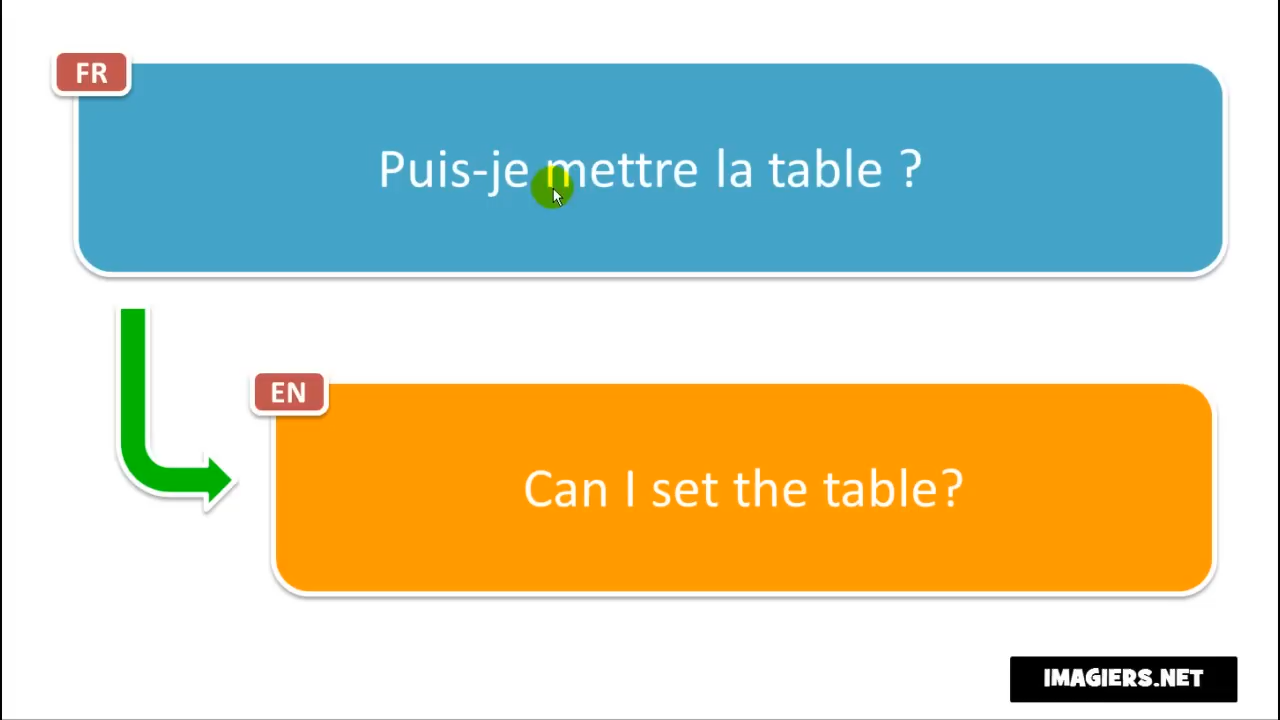 FR
Puis-je mettre la table ?
EN
Can I set the table?
IMAGIERS.NET